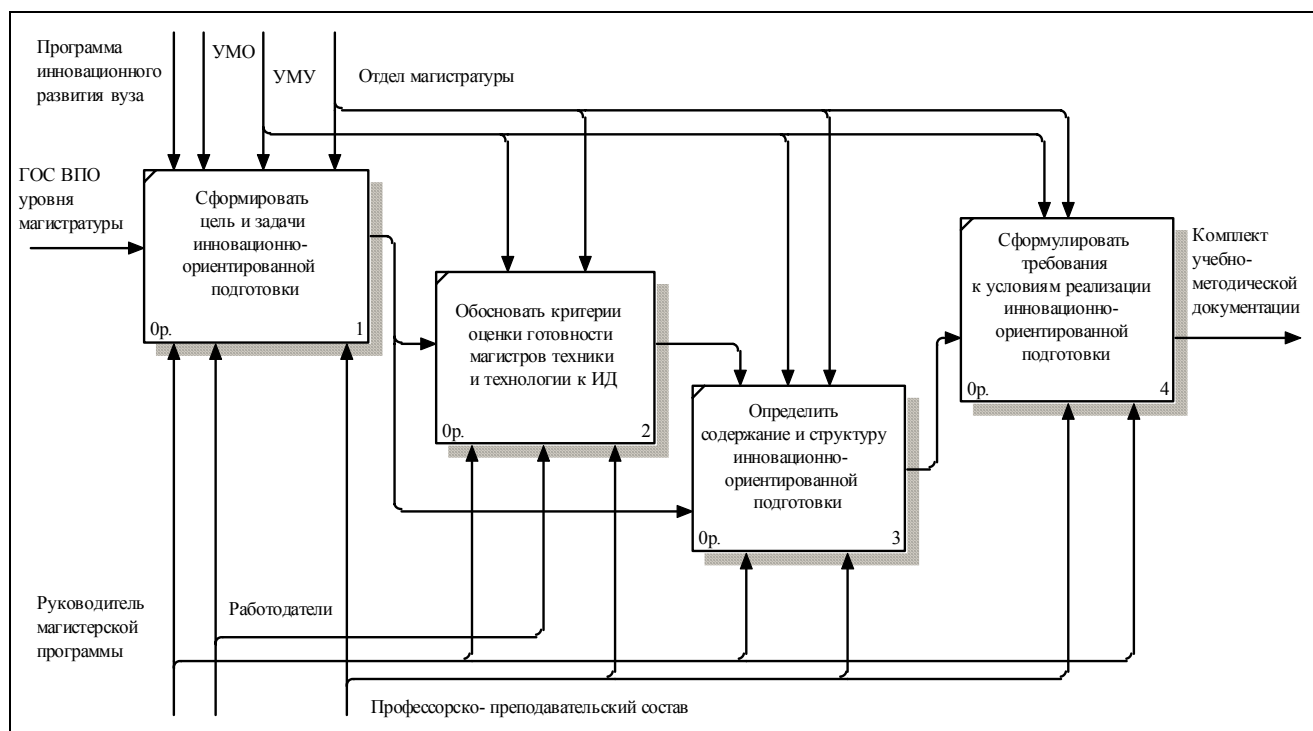 Программа
инновационного
развития вуза
УМО
УМУ
Отдел магистратуры
ГОС ВПО
уровня
магистратуры
Сформировать
цель и задачи
инновационно-
ориентированной
подготовки
0р.
1
Обосновать критерии
оценки готовности
магистров техники
и технологии к ИД
0р.
2
Определить
содержание и структуру
инновационно-
ориентированной
подготовки
0р.
3
Сформулировать
требования
к условиям реализации
инновационно-
ориентированной
подготовки
0р.
4
Комплект
учебно-
методической
документации
Руководитель
магистерской
программы
Работодатели
Профессорско- преподавательский состав